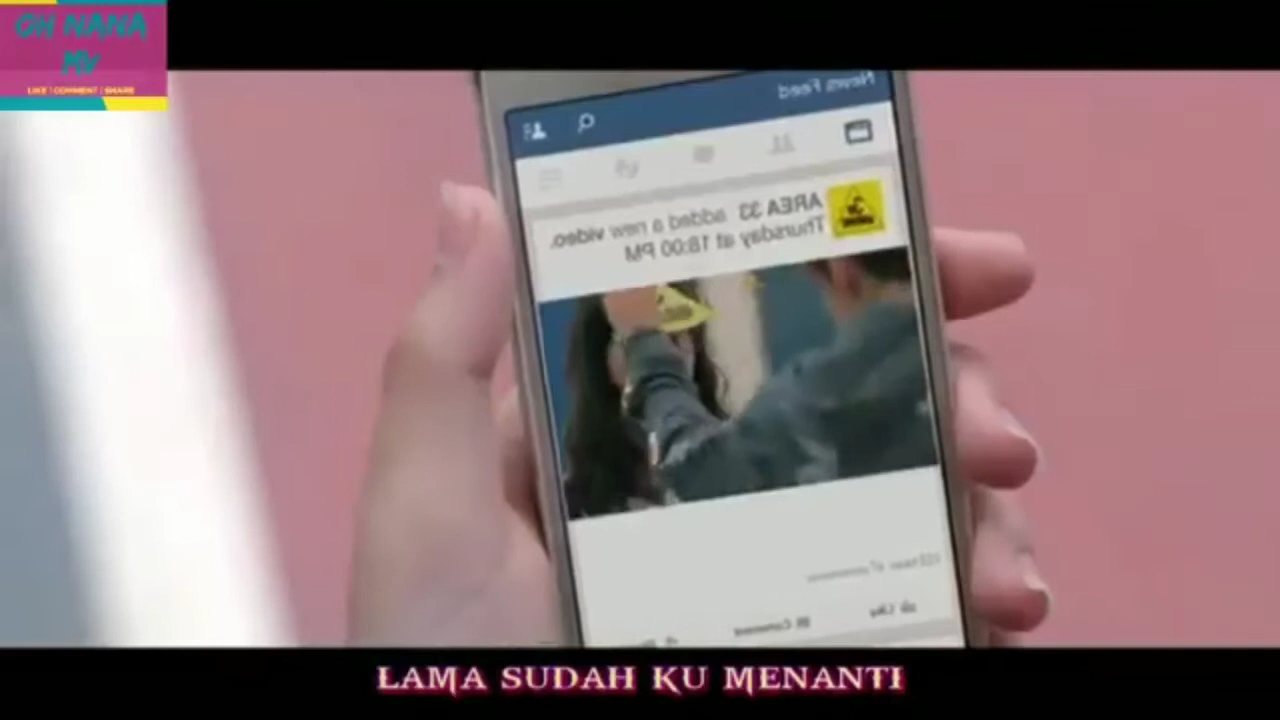 OH NANA
MV
LIKE | COMMENT | SHARE
News Feed
AREA 33 added a new video.
Thursday at 18:00 PM
Like
Comment
LAMA SUDAH KU MENANTI